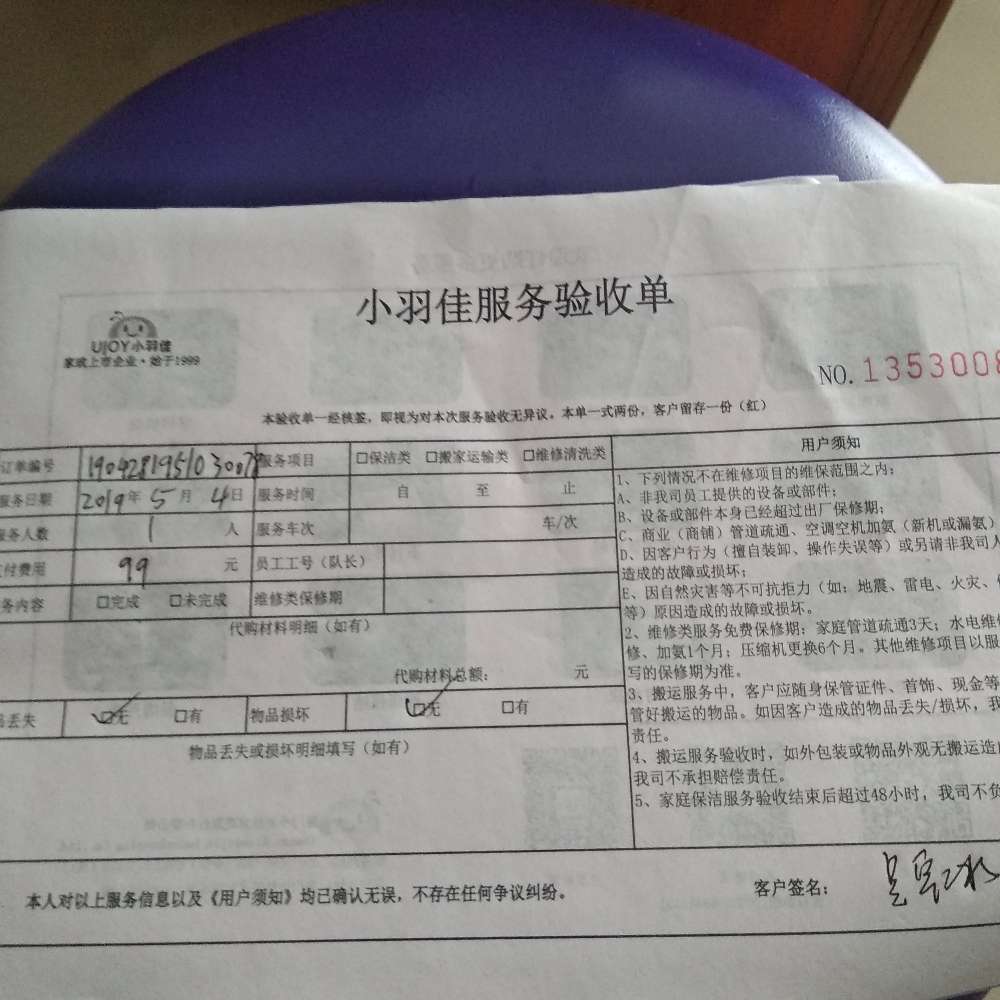 小羽佳服务验收单
UJOY小羽佳
家政上市企业·始于1999
NO.1353008
本验收单一经核签，即视为对本次服务验收无异议，本单一式两份，客户留存一份（红）
订单编号 服务项目 □保洁类 □搬家运输类 □维修清洗类
服务日期 2019年5月4日 服务时间 自 至 止
服务人数 1 人 服务车次 车/次
付费用 99 元 员工工号（队长）
务内容 □完成 □未完成 维修类保修期
代购材料明细（如有）
代购材料总额： 元
品丢失 ☑无 □有 物品损坏 ☑无 □有
物品丢失或损坏明细填写（如有）
用户须知
1、下列情况不在维修项目的维保范围之内：
A、非我司员工提供的设备或部件；
B、设备或部件本身已经超过出厂保修期；
C、商业（商铺）管道疏通、空调空机加氨（新机或漏氨）
D、因客户行为（擅自装卸、操作失误等）或另请非我司人
造成的故障或损坏；
E、因自然灾害等不可抗拒力（如：地震、雷电、火灾、
等）原因造成的故障或损坏。
2、维修类服务免费保修期：家庭管道疏通3天；水电维修
修、加氨1个月；压缩机更换6个月。其他维修项目以服
写的保修期为准。
3、搬运服务中，客户应随身保管证件、首饰、现金等
管好搬运的物品。如因客户造成的物品丢失/损坏，我
责任。
4、搬运服务验收时，如外包装或物品外观无搬运造
我司不承担赔偿责任。
5、家庭保洁服务验收结束后超过48小时，我司不负
本人对以上服务信息以及《用户须知》均已确认无误，不存在任何争议纠纷。
客户签名：